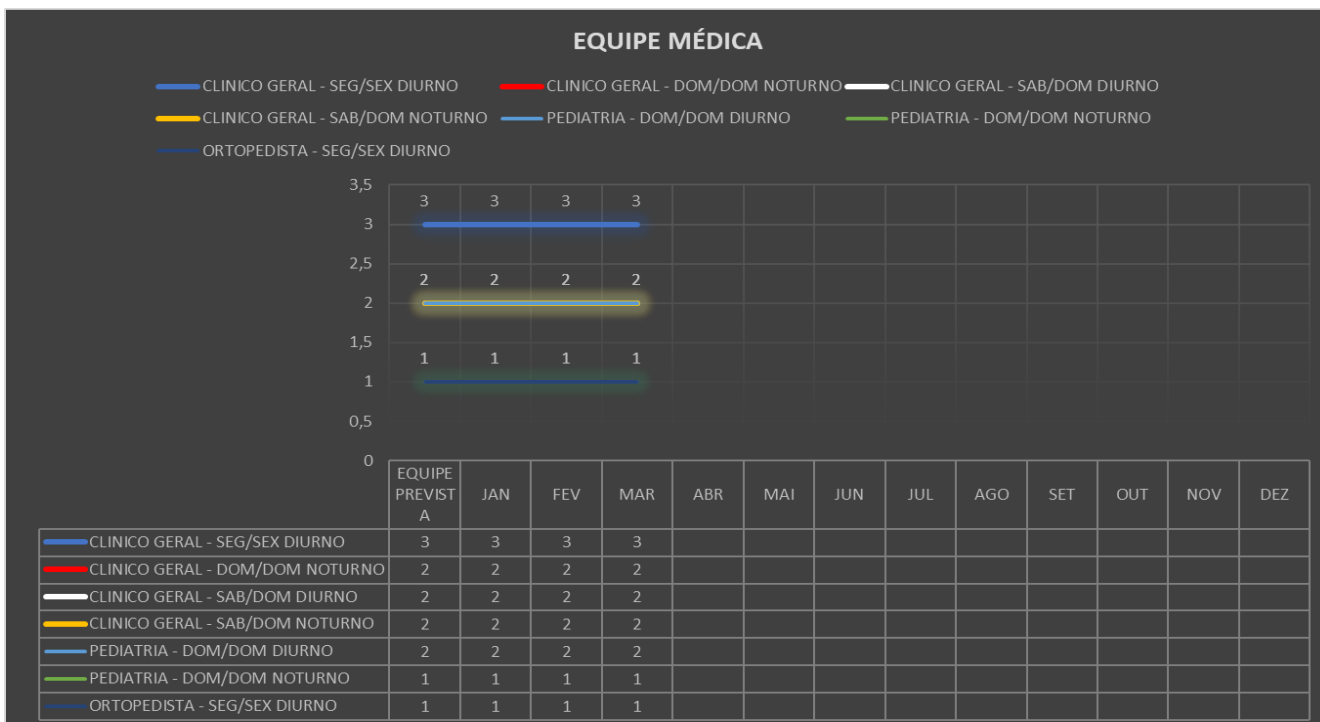 EQUIPE MÉDICA
CLINICO GERAL - SEG/SEX DIURNO CLINICO GERAL - DOM/DOM NOTURNO CLINICO GERAL - SAB/DOM DIURNO
CLINICO GERAL - SAB/DOM NOTURNO PEDIATRIA - DOM/DOM DIURNO PEDIATRIA - DOM/DOM NOTURNO
ORTOPEDISTA - SEG/SEX DIURNO
3,5
3 3 3 3
3
2,5
2 2 2 2
2
1,5
1 1 1 1
1
0,5
0
EQUIPE
PREVIST JAN FEV MAR ABR MAI JUN JUL AGO SET OUT NOV DEZ
A
CLINICO GERAL - SEG/SEX DIURNO 3 3 3 3
CLINICO GERAL - DOM/DOM NOTURNO 2 2 2 2
CLINICO GERAL - SAB/DOM DIURNO 2 2 2 2
CLINICO GERAL - SAB/DOM NOTURNO 2 2 2 2
PEDIATRIA - DOM/DOM DIURNO 2 2 2 2
PEDIATRIA - DOM/DOM NOTURNO 1 1 1 1
ORTOPEDISTA - SEG/SEX DIURNO 1 1 1 1